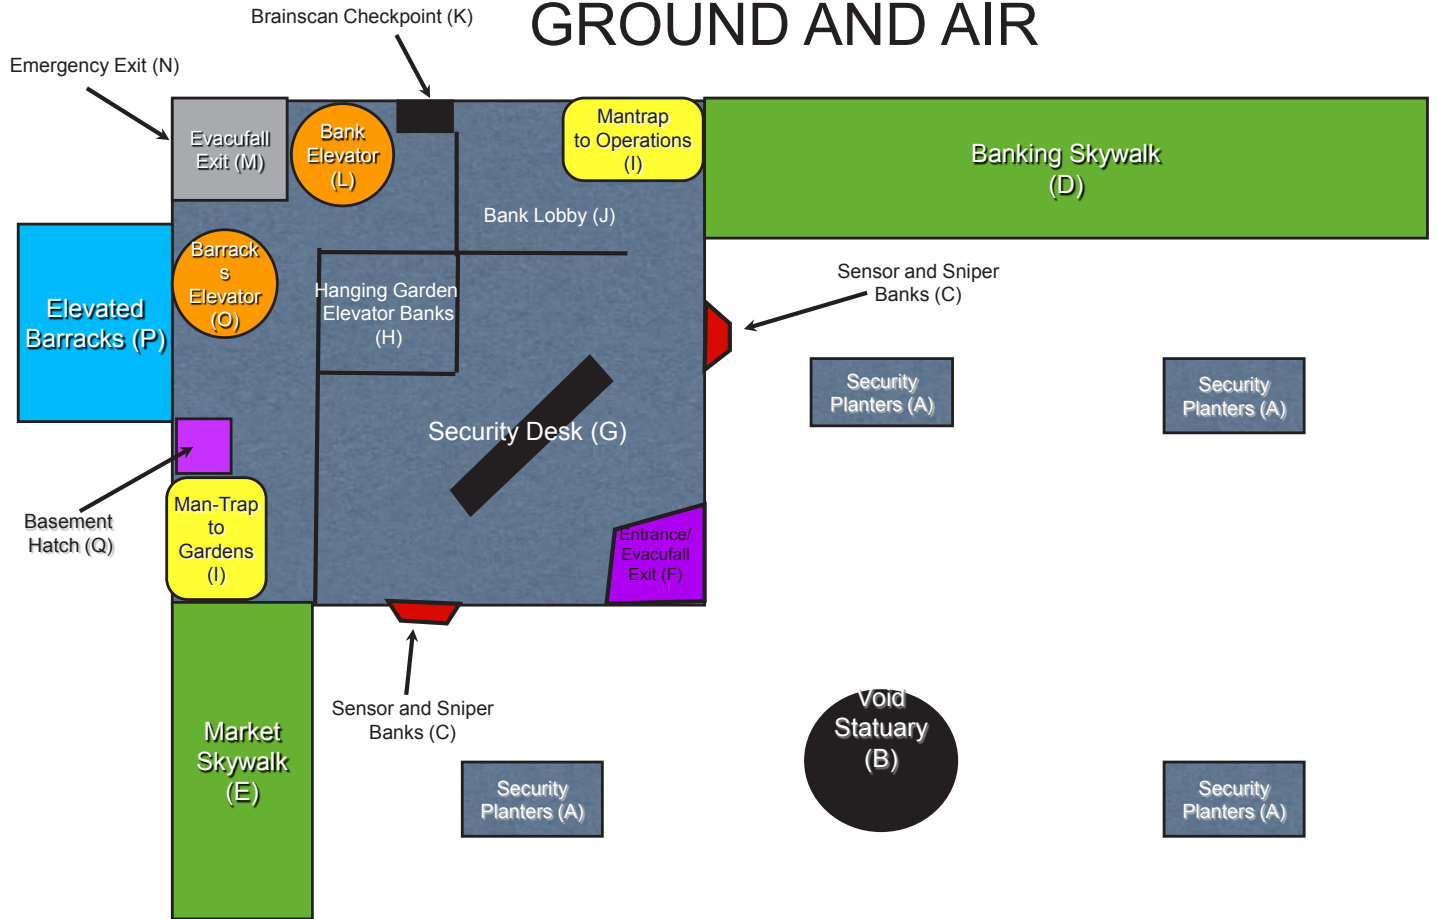 GROUND AND AIR
Brainscan Checkpoint (K)
Emergency Exit (N)
Evacufall
Exit (M)
Bank
Elevator
(L)
Mantrap
to Operations
(I)
Banking Skywalk
(D)
Bank Lobby (J)
Barrack
s
Elevator
(O)
Hanging Garden
Elevator Banks
(H)
Elevated
Barracks (P)
Sensor and Sniper
Banks (C)
Security
Planters (A)
Security
Planters (A)
Security Desk (G)
Basement
Hatch (Q)
Man-Trap
to
Gardens
(I)
Entrance/
Evacufall
Exit (F)
Sensor and Sniper
Banks (C)
Market
Skywalk
(E)
Void
Statuary
(B)
Security
Planters (A)
Security
Planters (A)